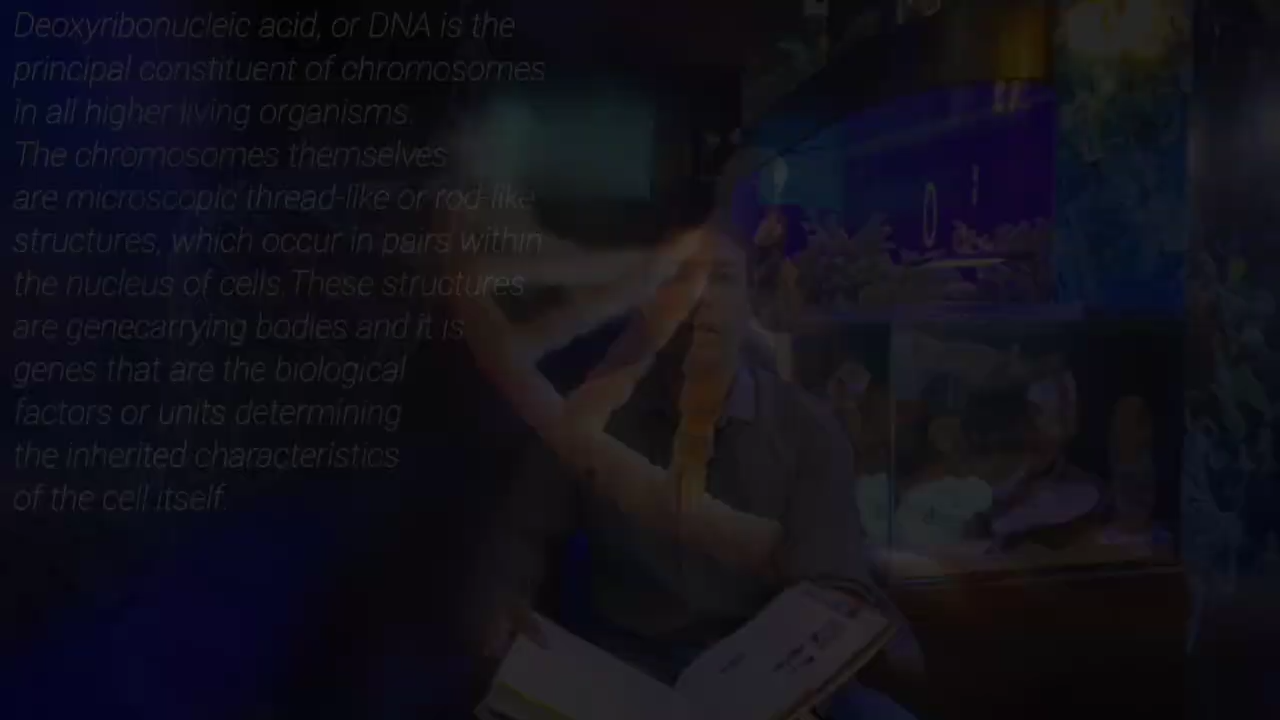 Deoxyribonucleic acid, or DNA is the
principal constituent of chromosomes
in all higher living organisms.
The chromosomes themselves
are microscopic thread-like or rod-like
structures, which occur in pairs within
the nucleus of cells. These structures
are genecarrying bodies and it is
genes that are the biological
factors or units determining
the inherited characteristics
of the cell itself.